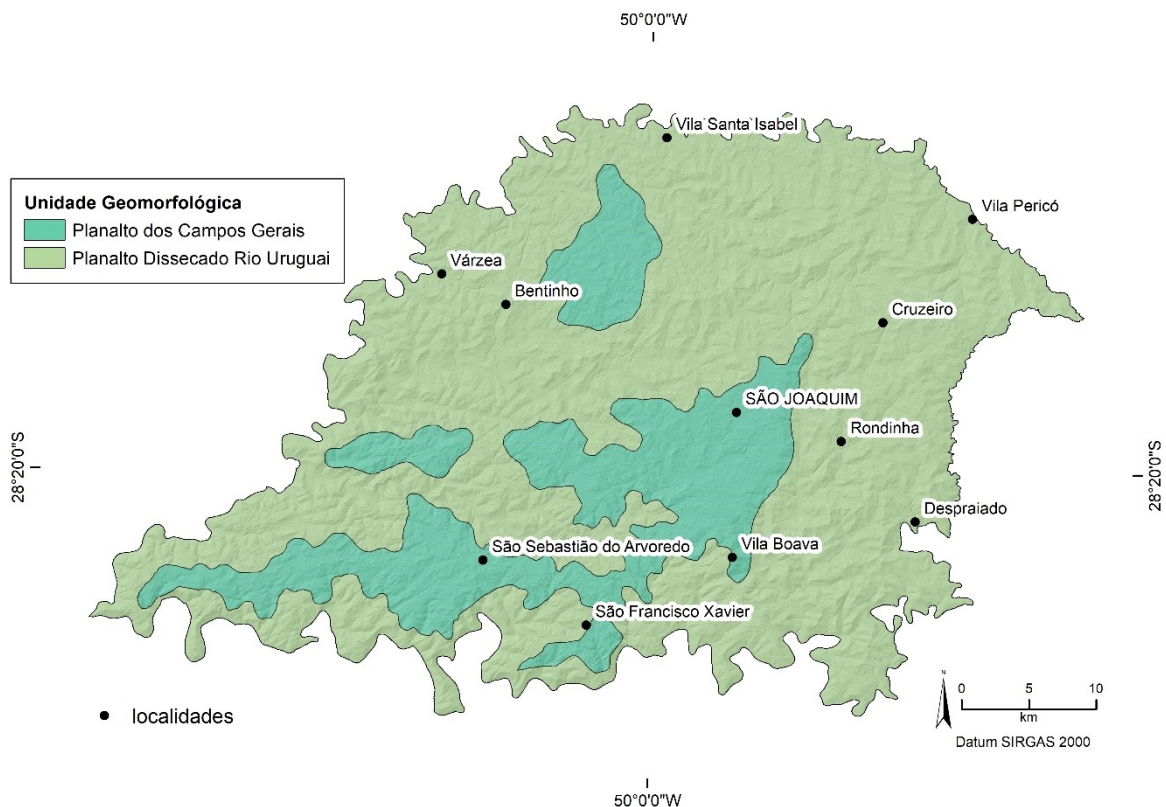 50°0'0"W
Vila Santa Isabel
Unidade Geomorfológica
Planalto dos Campos Gerais
Planalto Dissecado Rio Uruguai
Vila Pericó
Várzea
Bentinho
Cruzeiro
SÃO JOAQUIM
Rondinha
28°20'0"S
28°20'0"S
Despraiado
São Sebastião do Arvoredo
Vila Boava
São Francisco Xavier
localidades
N
0 5 10
km
Datum SIRGAS 2000
50°0'0"W